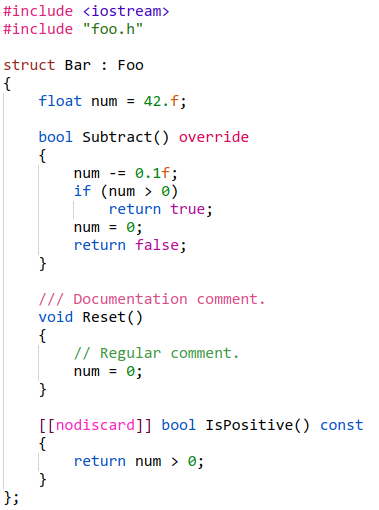 #include <iostream>
#include "foo.h"

struct Bar : Foo
{
    float num = 42.f;

    bool Subtract() override
    {
        num -= 0.1f;
        if (num > 0)
            return true;
        num = 0;
        return false;
    }

    /// Documentation comment.
    void Reset()
    {
        // Regular comment.
        num = 0;
    }

    [[nodiscard]] bool IsPositive() const
    {
        return num > 0;
    }
};